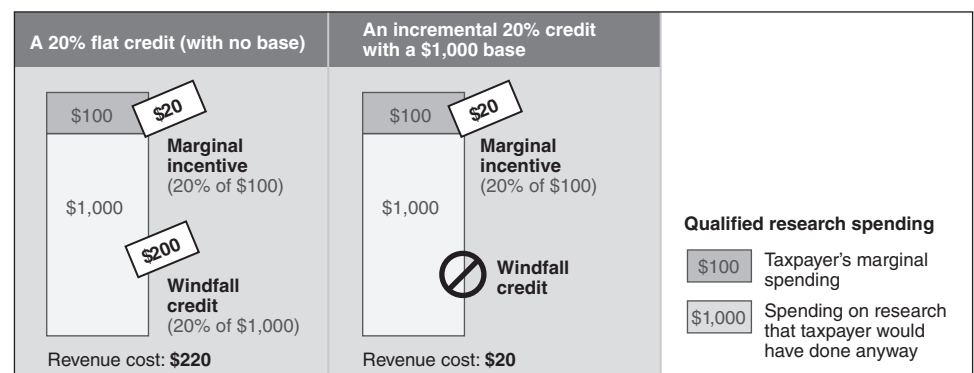 A 20% flat credit (with no base)
$100
$20
Marginal
incentive
(20% of $100)
$1,000
$200
Windfall
credit
(20% of $1,000)
Revenue cost: $220
An incremental 20% credit
with a $1,000 base
$100
$20
Marginal
incentive
(20% of $100)
$1,000
Windfall
credit
Revenue cost: $20
Qualified research spending
$100
Taxpayer's marginal
spending
$1,000
Spending on research
that taxpayer would
have done anyway